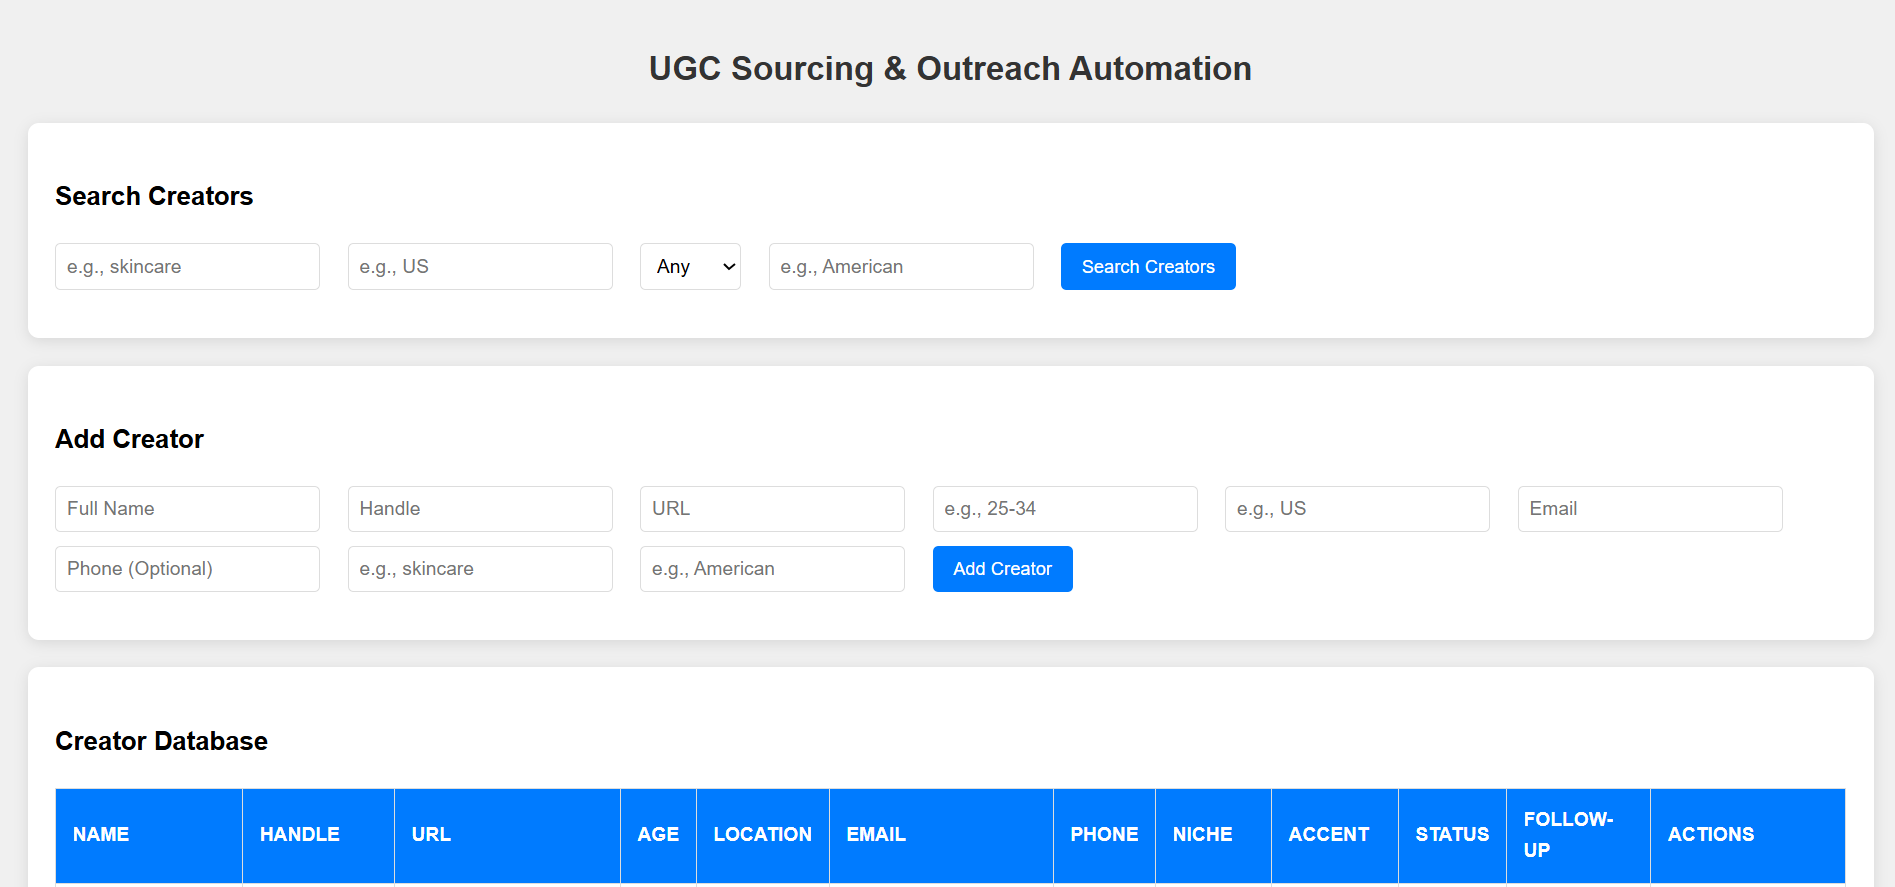 UGC Sourcing & Outreach Automation
Search Creators
e.g., skincare e.g., US Any e.g., American Search Creators
Add Creator
Full Name Handle URL e.g., 25-34 e.g., US Email
Phone (Optional) e.g., skincare e.g., American Add Creator
Creator Database
NAME HANDLE URL AGE LOCATION EMAIL PHONE NICHE ACCENT STATUS FOLLOW-UP ACTIONS